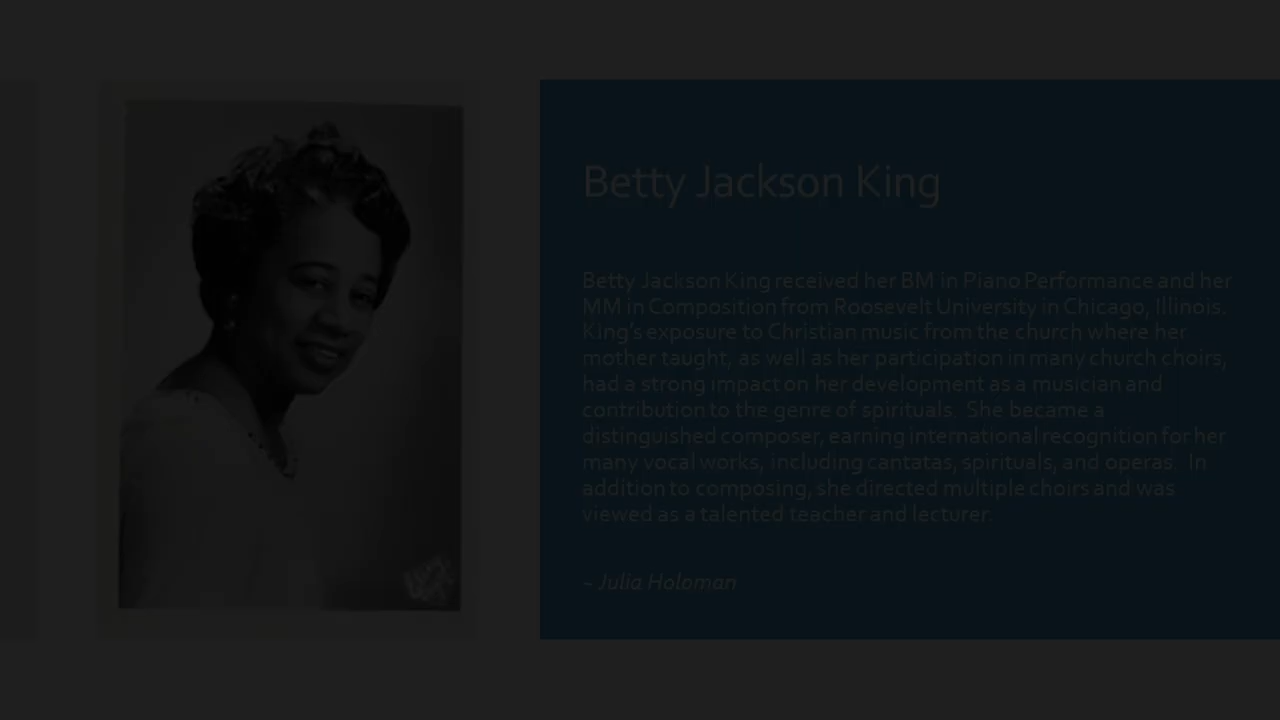 Betty Jackson King
Betty Jackson King received her BM in Piano Performance and her
MM in Composition from Roosevelt University in Chicago, Illinois.
King's exposure to Christian music from the church where her
mother taught, as well as her participation in many church choirs,
had a strong impact on her development as a musician and
contribution to the genre of spirituals. She became a
distinguished composer, earning international recognition for her
many vocal works, including cantatas, spirituals, and operas. In
addition to composing, she directed multiple choirs and was
viewed as a talented teacher and lecturer.
~ Julia Holoman